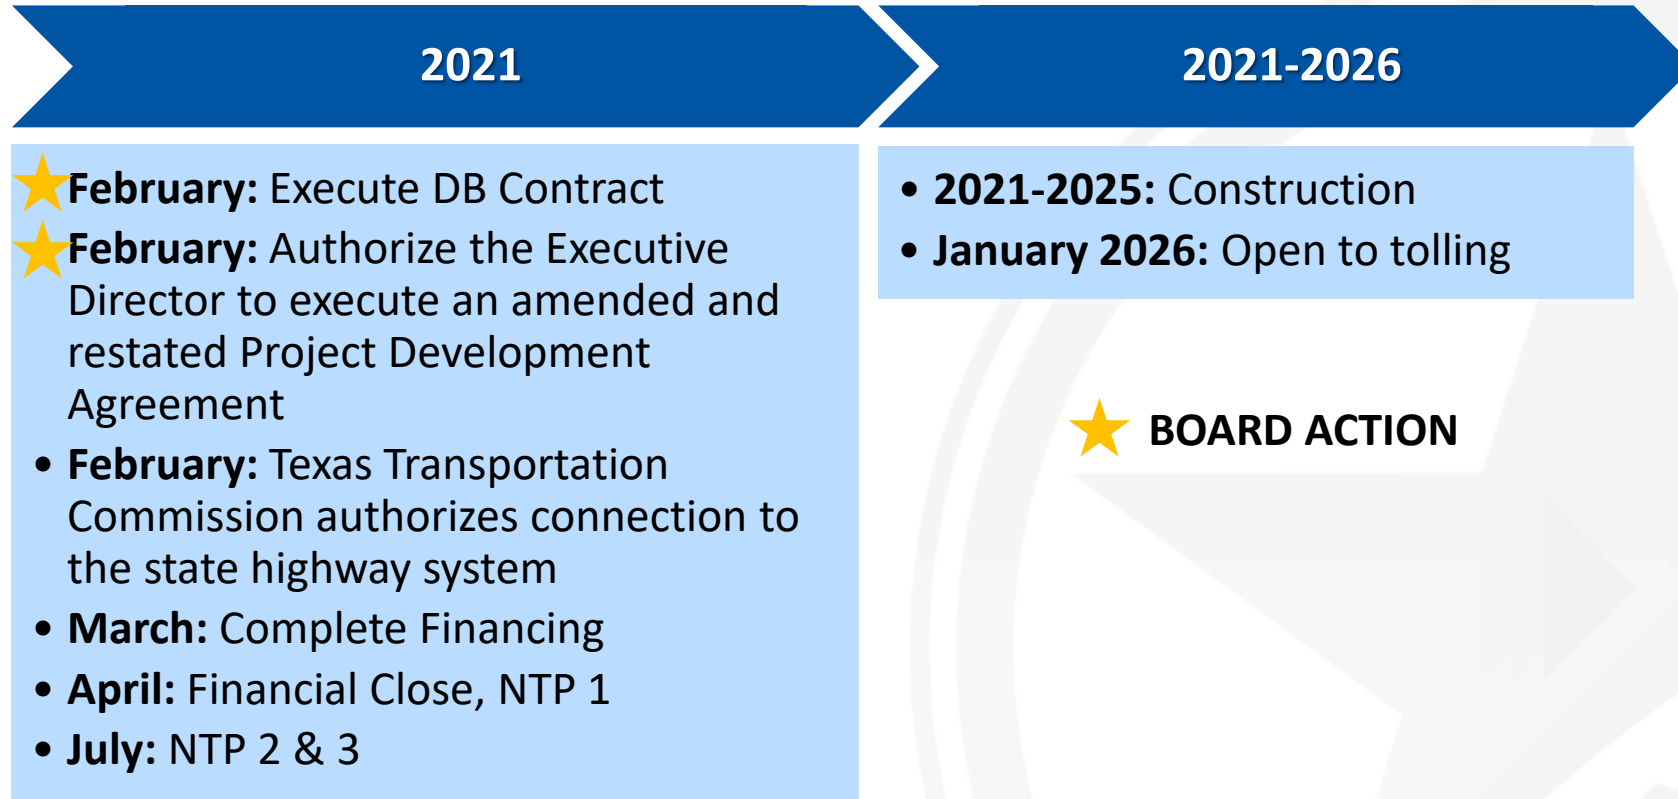 2021
February: Execute DB Contract
February: Authorize the Executive
Director to execute an amended and
restated Project Development
Agreement
• February: Texas Transportation
Commission authorizes connection to
the state highway system
• March: Complete Financing
• April: Financial Close, NTP 1
• July: NTP 2 & 3
2021-2026
• 2021-2025: Construction
• January 2026: Open to tolling
BOARD ACTION